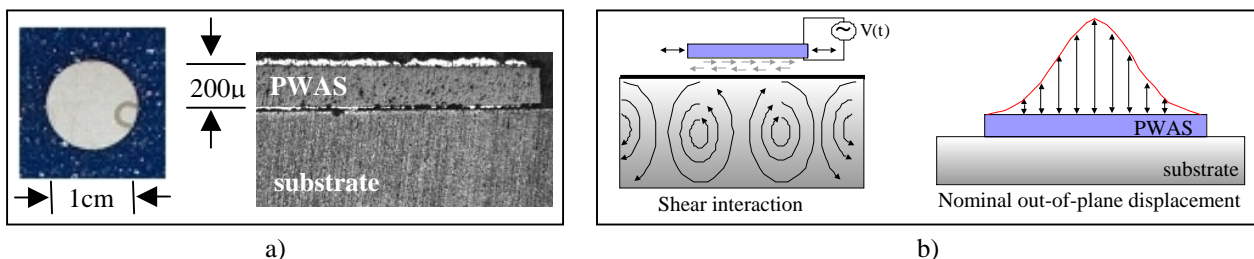 200μ
PWAS
substrate
1cm
V(t)
Shear interaction
PWAS
substrate
Nominal out-of-plane displacement
a)
b)